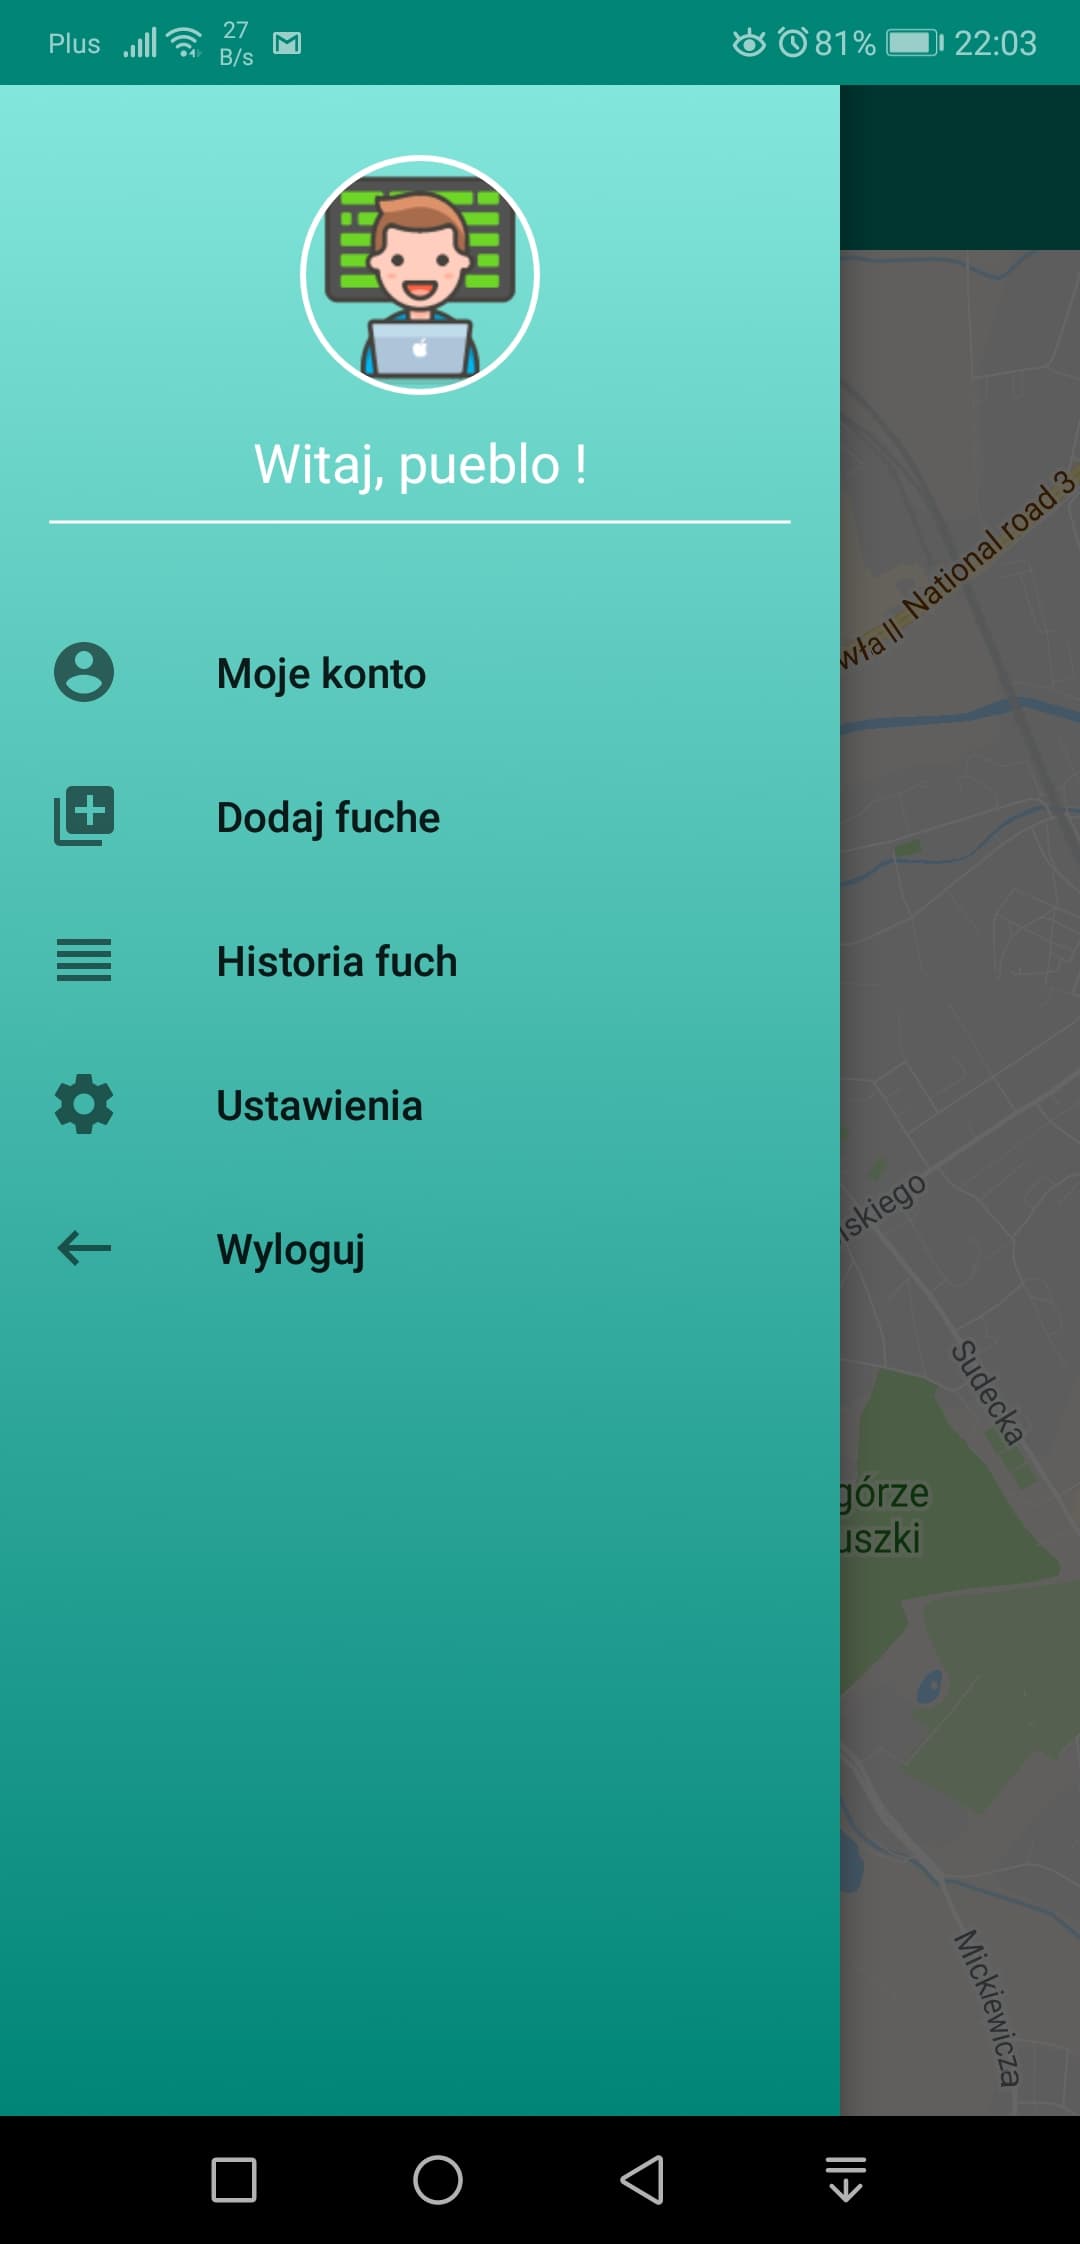 Plus 27 B/s 81% 22:03
Witaj, pueblo !
National road 3
wła II
Moje konto
Dodaj fuche
Historia fuch
Ustawienia
Wyloguj
skiego
Sudecka
górze
uszki
Mickiewicza